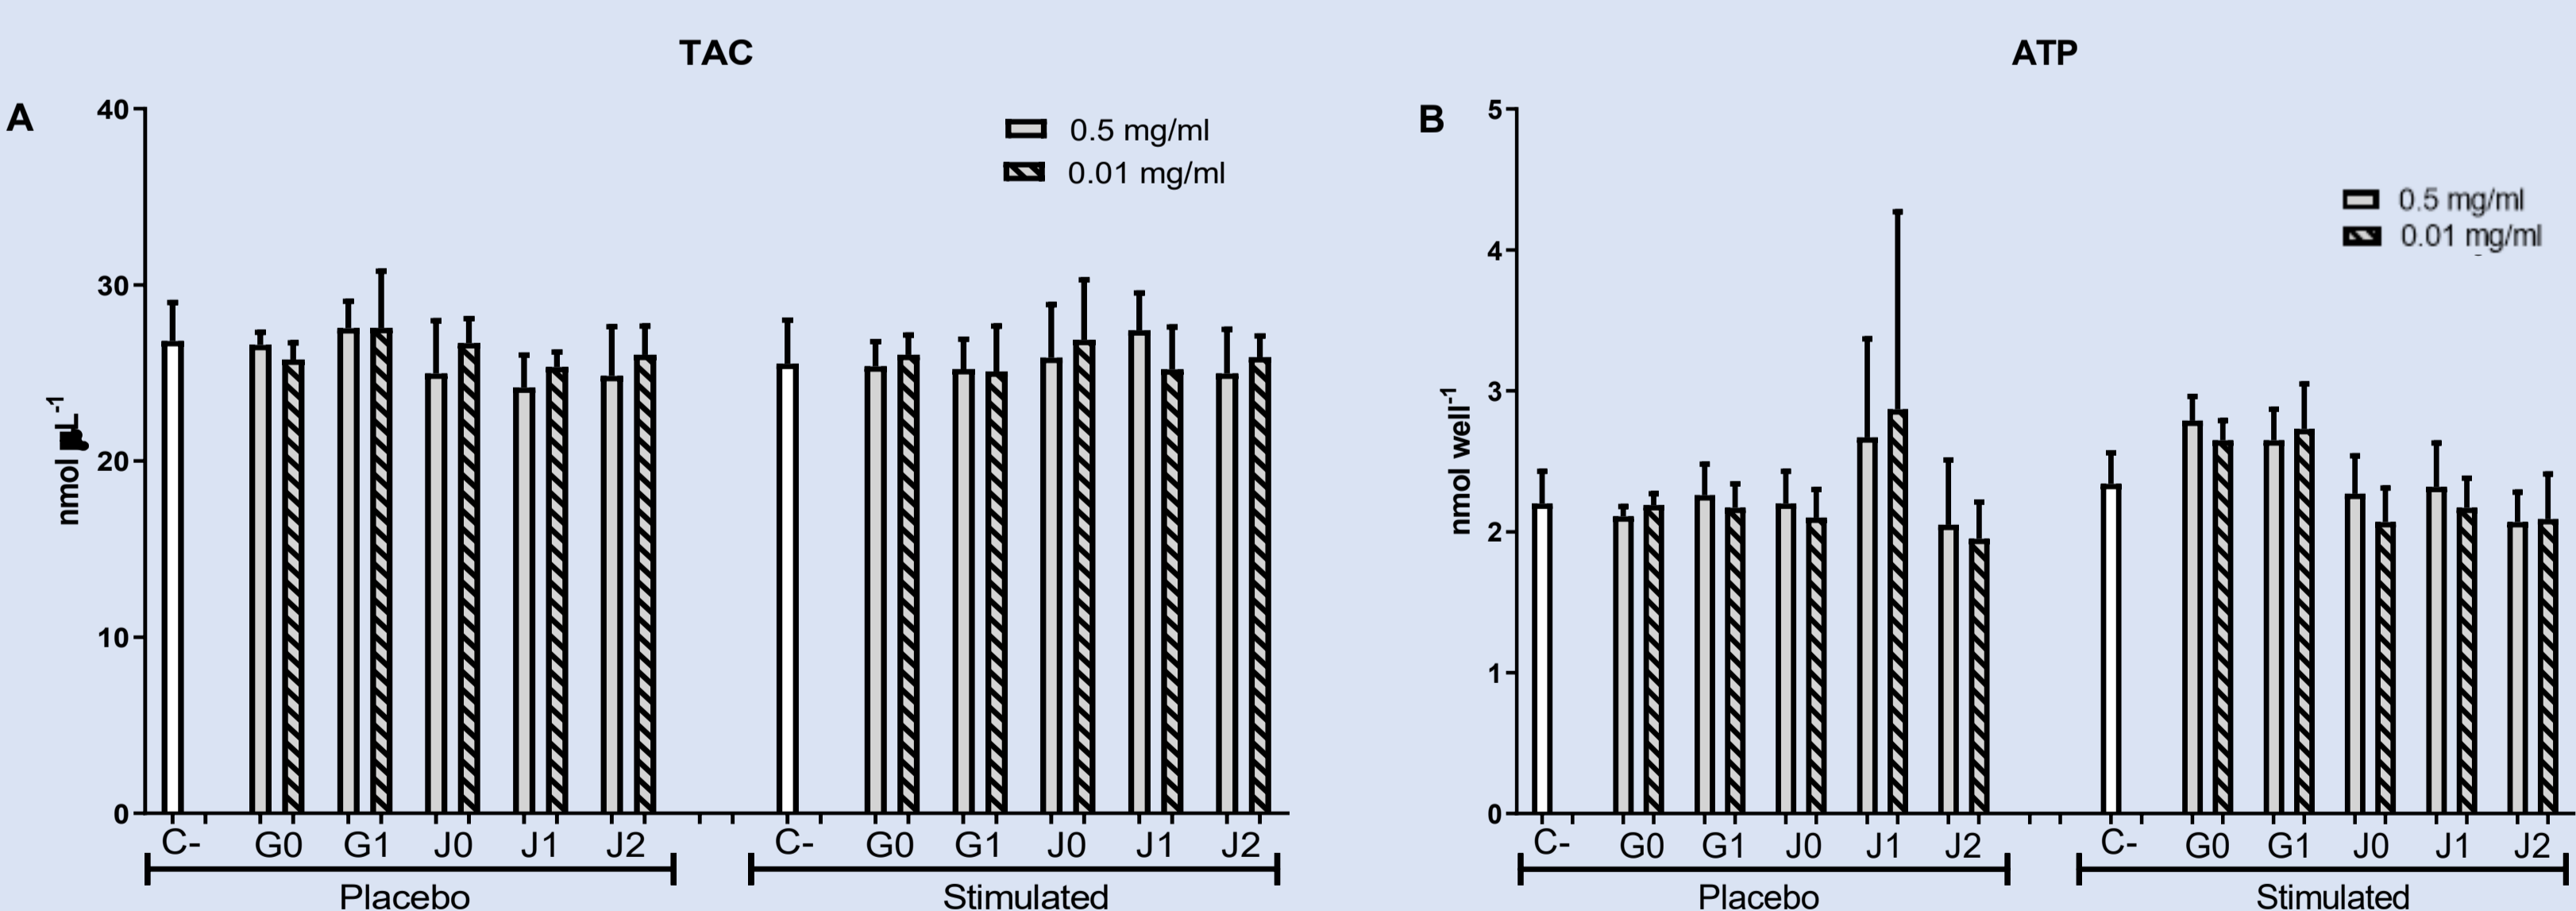 TAC
A
40
30
20
10
0
nmol L-1
0.5 mg/ml
0.01 mg/ml
C- G0 G1 J0 J1 J2 C- G0 G1 J0 J1 J2
Placebo Stimulated
ATP
B
5
4
3
2
1
0
nmol well-1
0.5 mg/ml
0.01 mg/ml
C- G0 G1 J0 J1 J2 C- G0 G1 J0 J1 J2
Placebo Stimulated